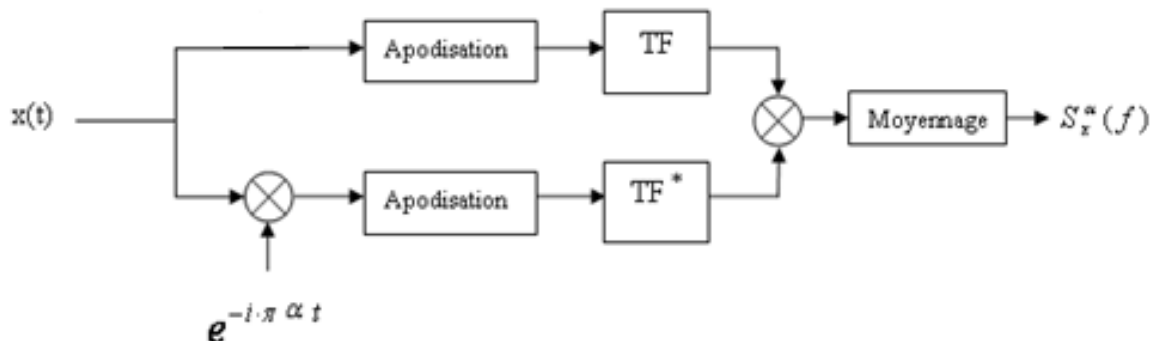 Apodisation
TF
x(t)
Moyennage
S_x^α(f)
Apodisation
TF *
e^{-i·π α t}